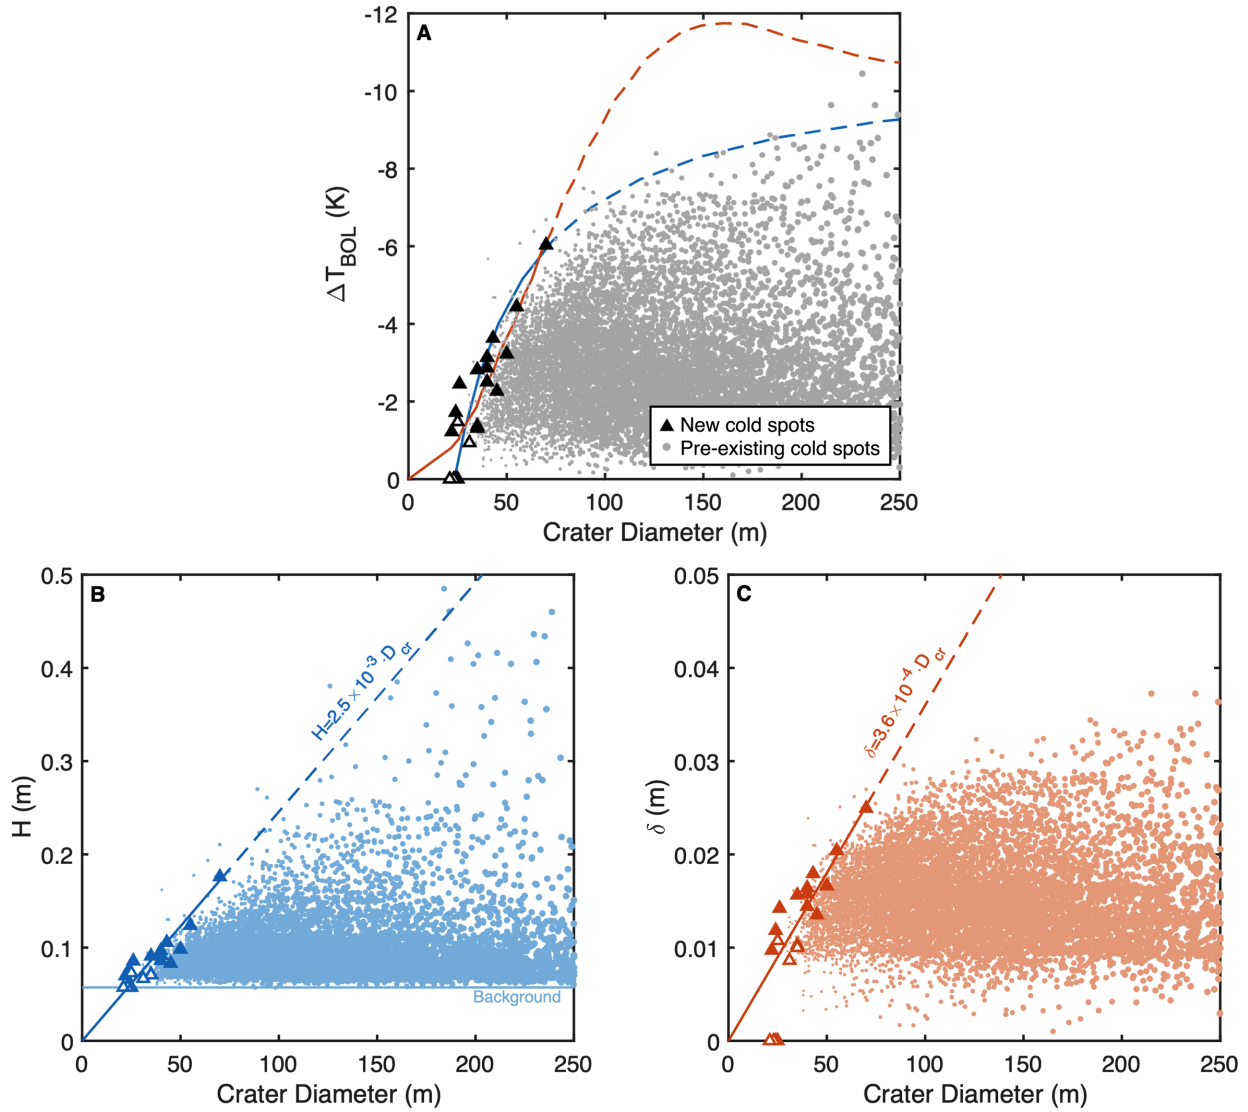 A
-12
-10
-8
-6
-4
-2
0
ΔT_BOL (K)
New cold spots
Pre-existing cold spots
0 50 100 150 200 250
Crater Diameter (m)
B
0.5
0.4
0.3
0.2
0.1
0
H (m)
H=2.5×10^-3·D_cr
Background
0 50 100 150 200 250
Crater Diameter (m)
C
0.05
0.04
0.03
0.02
0.01
0
δ (m)
δ=3.6×10^-4·D_cr
0 50 100 150 200 250
Crater Diameter (m)